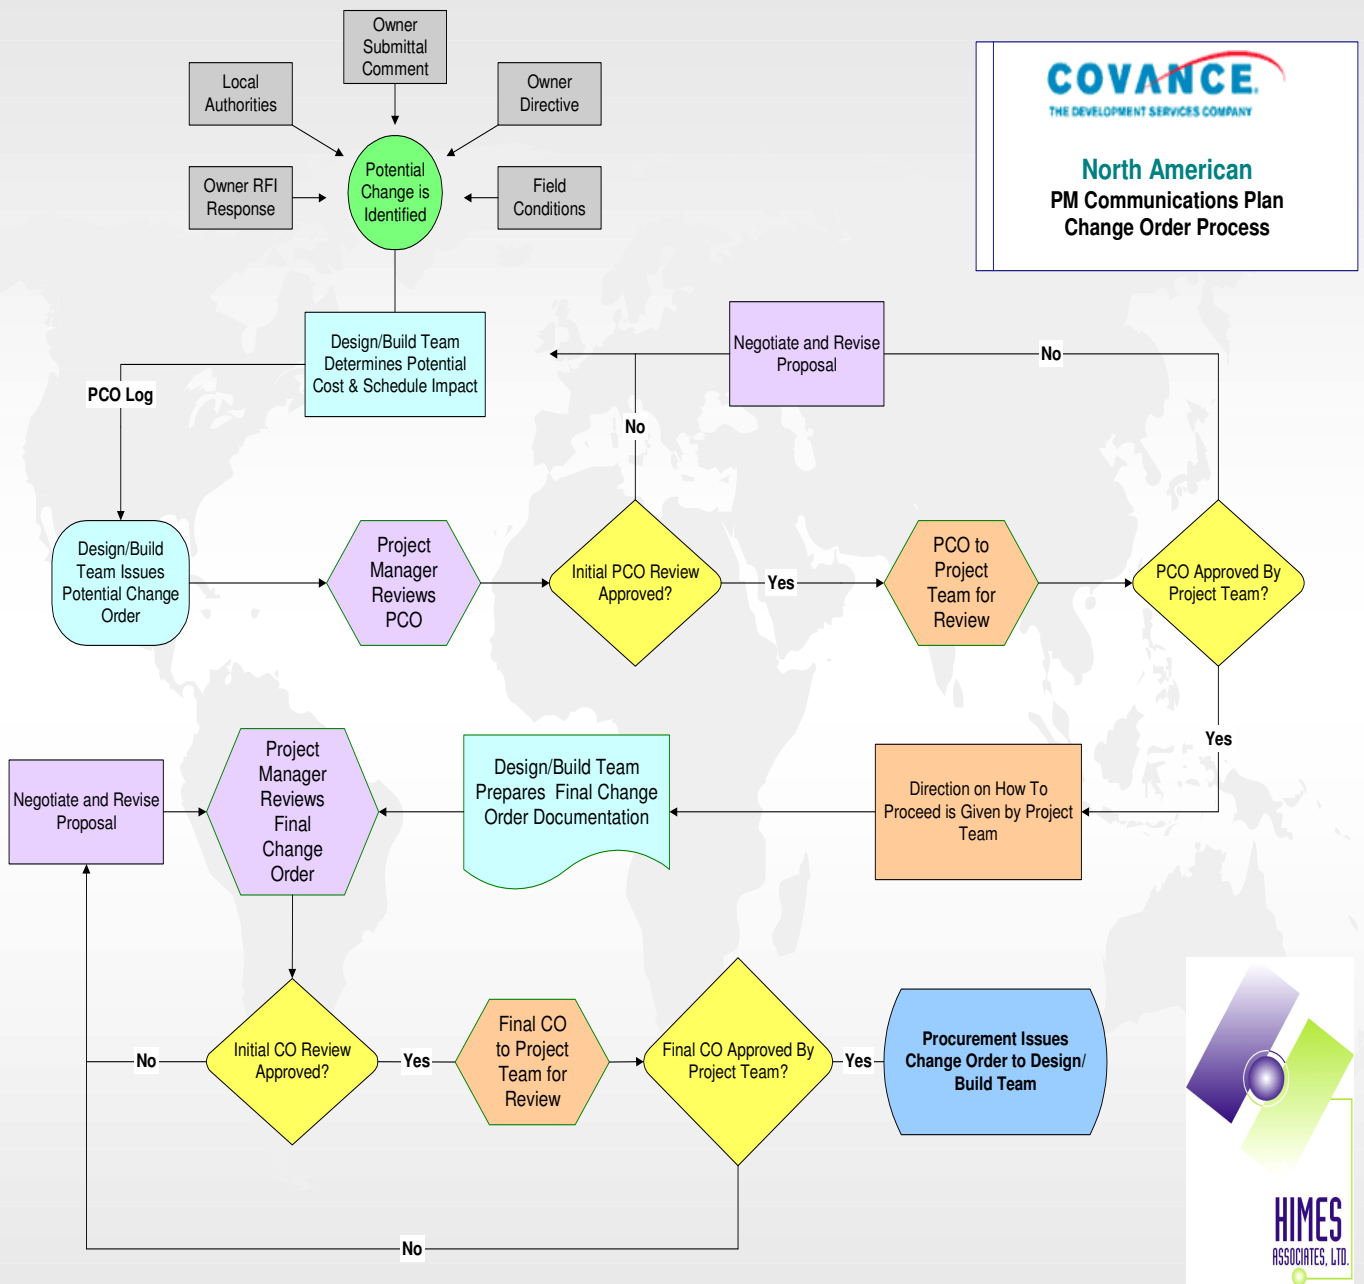 Owner
Submittal
Comment
Local
Authorities
Owner
Directive
COVANCE.
THE DEVELOPMENT SERVICES COMPANY
Potential
Change is
Identified
Owner RFI
Response
Field
Conditions
North American
PM Communications Plan
Change Order Process
Design/Build Team
Determines Potential
Cost & Schedule Impact
Negotiate and Revise
Proposal
No
PCO Log
No
Design/Build
Team Issues
Potential Change
Order
Project
Manager
Reviews
PCO
Initial PCO Review
Approved?
Yes
PCO to
Project
Team for
Review
PCO Approved By
Project Team?
Yes
Negotiate and Revise
Proposal
Project
Manager
Reviews
Final
Change
Order
Design/Build Team
Prepares Final Change
Order Documentation
Direction on How To
Proceed is Given by Project
Team
No
Initial CO Review
Approved?
Yes
Final CO
to Project
Team for
Review
Final CO Approved By
Project Team?
Yes
Procurement Issues
Change Order to Design/
Build Team
No
HIMES
ASSOCIATES, LTD.